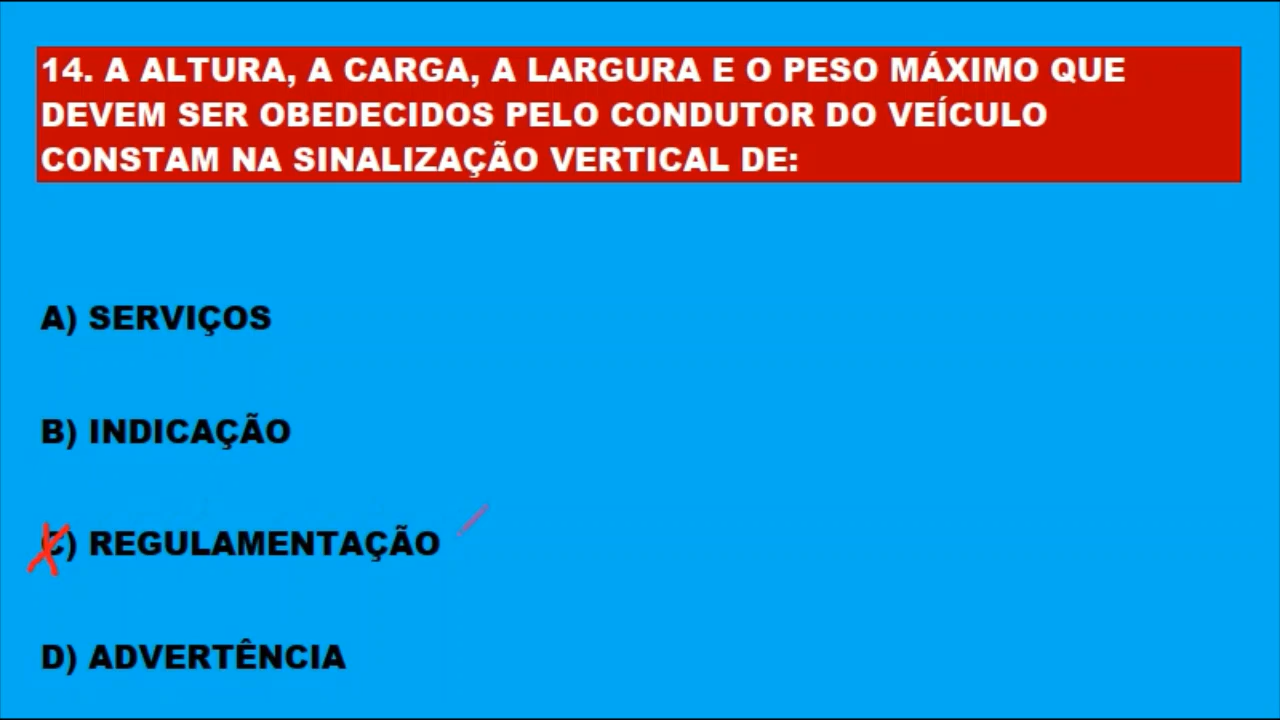 14. A ALTURA, A CARGA, A LARGURA E O PESO MÁXIMO QUE
DEVEM SER OBEDECIDOS PELO CONDUTOR DO VEÍCULO
CONSTAM NA SINALIZAÇÃO VERTICAL DE:
A) SERVIÇOS
B) INDICAÇÃO
C) REGULAMENTAÇÃO
D) ADVERTÊNCIA